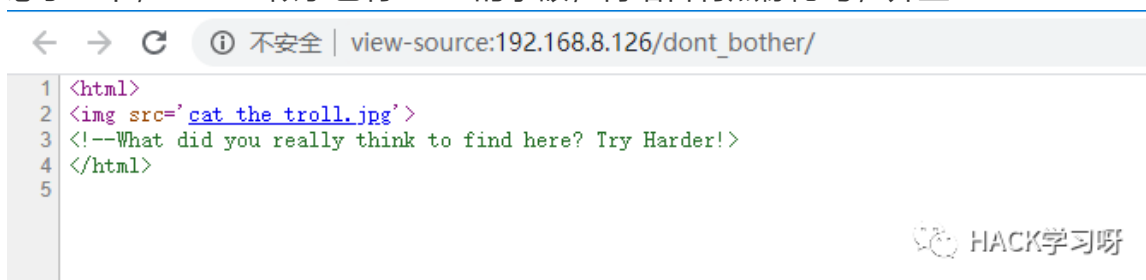 不安全 | view-source:192.168.8.126/dont_bother/
1 <html>
2 <img src='cat_the_troll.jpg'>
3 <!--What did you really think to find here? Try Harder!>
4 </html>
5
HACK学习呀